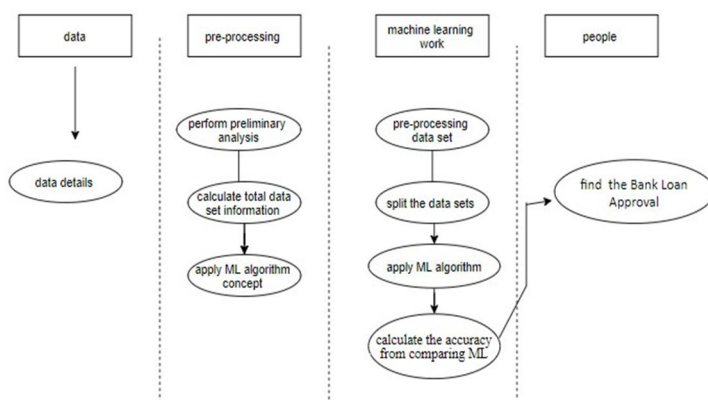 data
pre-processing
machine learning
work
people
data details
perform preliminary
analysis
calculate total data
set information
apply ML algorithm
concept
pre-processing
data set
split the data sets
apply ML algorithm
calculate the accuracy
from comparing ML
find the Bank Loan
Approval